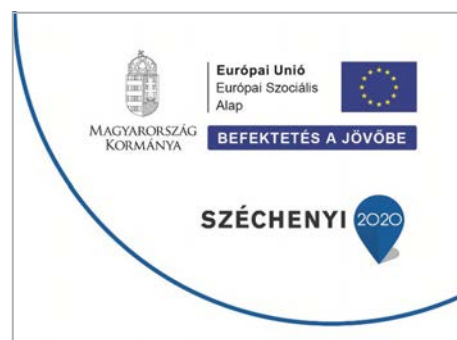 Európai Unió
Európai Szociális
Alap
MAGYARORSZÁG
KORMÁNYA
BEFEKTETÉS A JÖVŐBE
SZÉCHENYI 2020